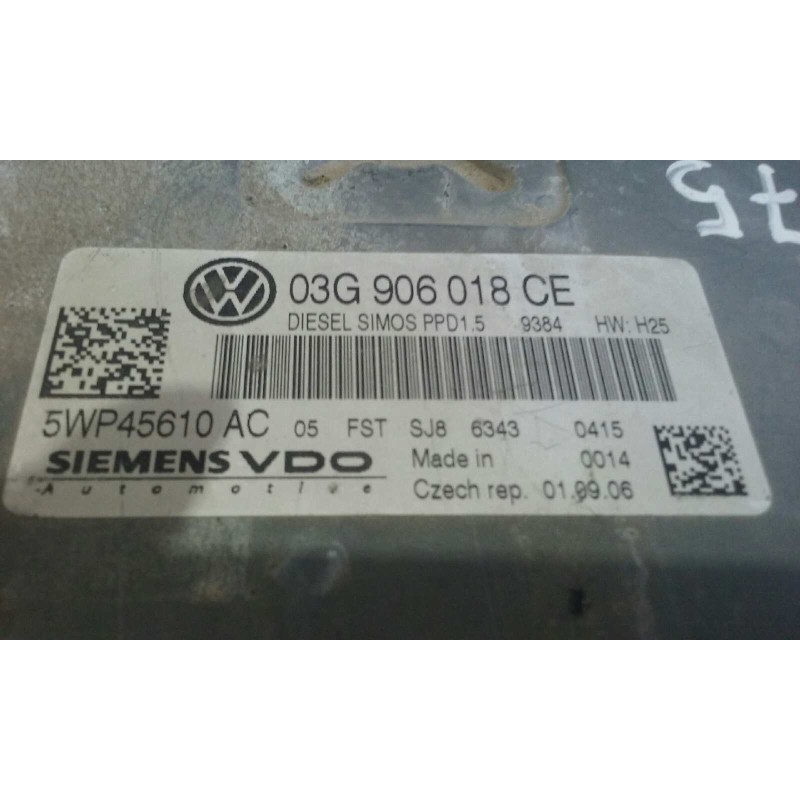 75
03G 906 018 CE
DIESEL SIMOS PPD1.5 9384 HW: H25
5WP45610 AC 05 FST SJ8 6343 0415
SIEMENS VDO Made in 0014
Automotive Czech rep. 01.09.06